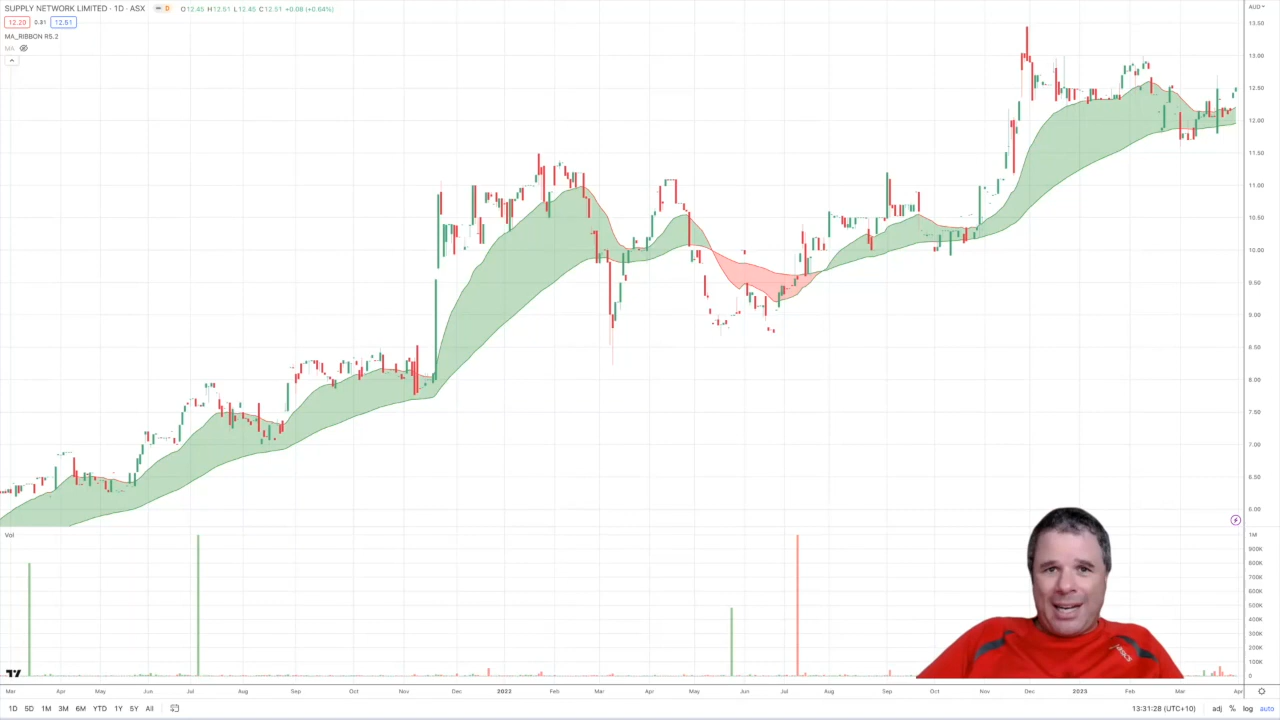 SUPPLY NETWORK LIMITED · 1D · ASX D O12.45 H12.51 L12.45 C12.51 +0.08 (+0.64%)
12.20 0.31 12.51
MA_RIBBON R5.2
MA
AUD
13.50
13.00
12.50
12.00
11.50
11.00
10.50
10.00
9.50
9.00
8.50
8.00
7.50
7.00
6.50
6.00
Vol
1M
900K
800K
700K
600K
500K
400K
300K
200K
100K
0
ASICS
Mar Apr May Jun Jul Aug Sep Oct Nov Dec 2022 Feb Mar Apr May Jun Jul Aug Sep Oct Nov Dec 2023 Feb Mar Apr
1D 5D 1M 3M 6M YTD 1Y 5Y All 13:31:28 (UTC+10) adj % log auto